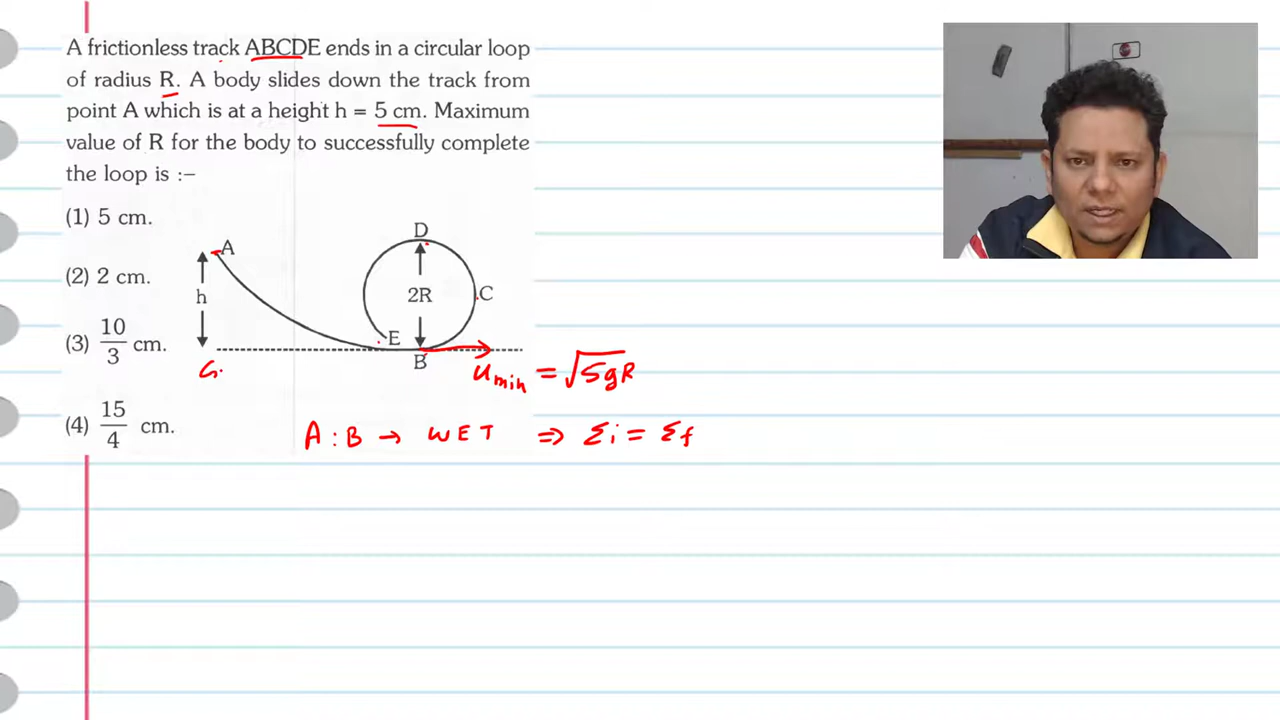 A frictionless track ABCDE ends in a circular loop
of radius R. A body slides down the track from
point A which is at a height h = 5 cm. Maximum
value of R for the body to successfully complete
the loop is :–
(1) 5 cm.
(2) 2 cm.
(3) 10/3 cm.
(4) 15/4 cm.
A
h
D
2R
C
E
B
G.
u min = √5gR
A : B → WET ⇒ Σi = Σf